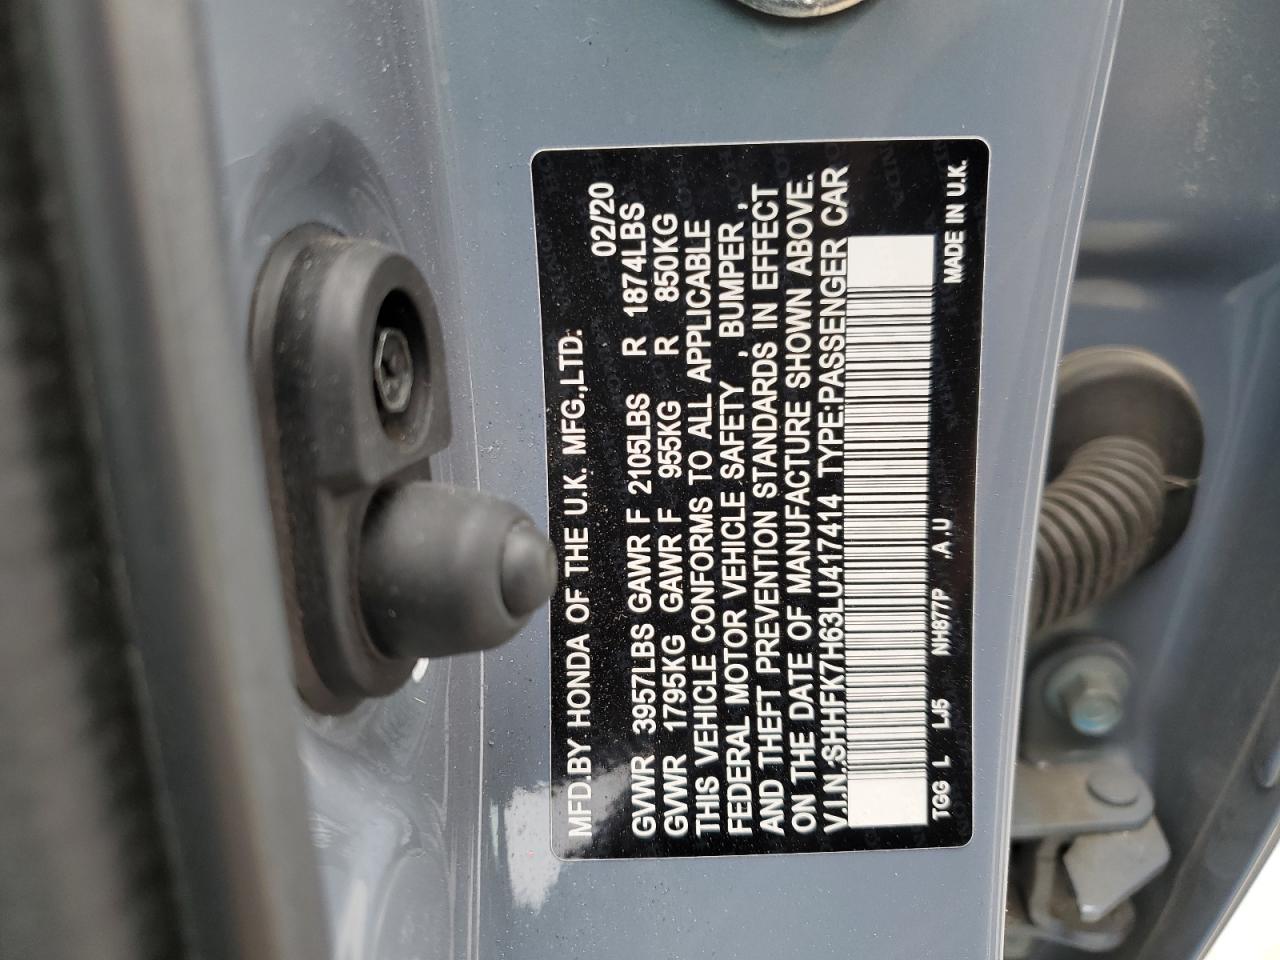 MFD.BY HONDA OF THE U.K. MFG.,LTD. 02/20
GVWR 3957LBS GAWR F 2105LBS R 1874LBS
GVWR 1795KG GAWR F 955KG R 850KG
THIS VEHICLE CONFORMS TO ALL APPLICABLE
FEDERAL MOTOR VEHICLE SAFETY , BUMPER ,
AND THEFT PREVENTION STANDARDS IN EFFECT
ON THE DATE OF MANUFACTURE SHOWN ABOVE.
V.I.N.:SHHFK7H63LU417414 TYPE:PASSENGER CAR
TGG L LJ5 NH877P .A.U MADE IN U.K.